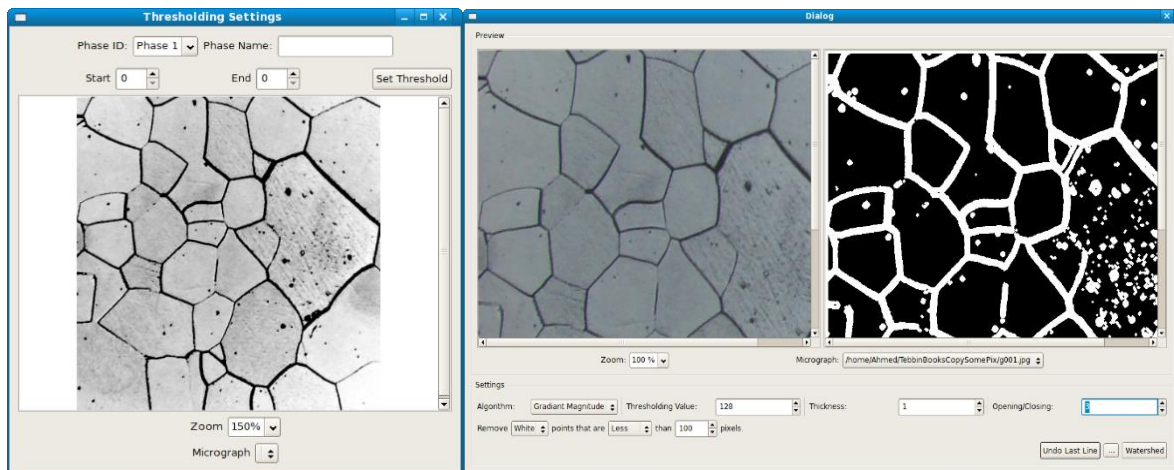 Thresholding Settings
Phase ID: Phase 1 Phase Name:
Start 0 End 0 Set Threshold
Zoom 150%
Micrograph
Dialog
Preview
Zoom: 100 % Micrograph: /home/Ahmed/TebbinBooksCopySomePix/g001.jpg
Settings
Algorithm: Gradiant Magnitude Thresholding Value: 128 Thickness: 1 Opening/Closing: 3
Remove White points that are Less than 100 pixels.
Undo Last Line ... Watershed